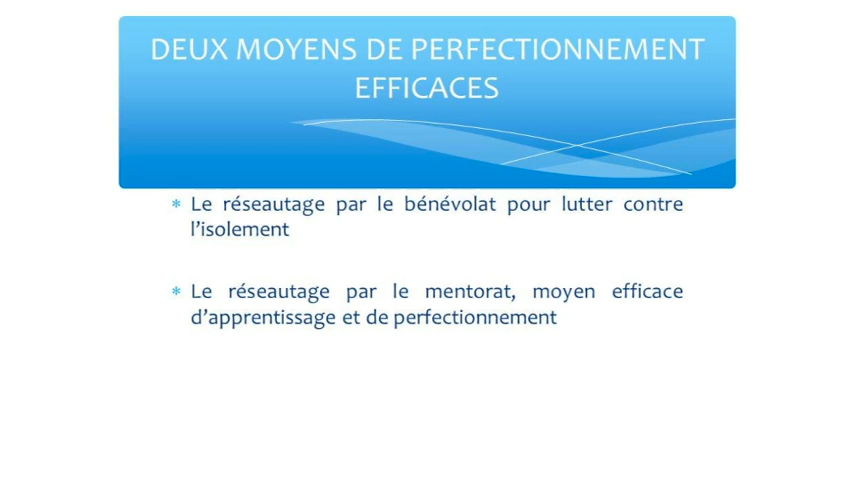 DEUX MOYENS DE PERFECTIONNEMENT
EFFICACES
* Le réseautage par le bénévolat pour lutter contre
l’isolement
* Le réseautage par le mentorat, moyen efficace
d’apprentissage et de perfectionnement